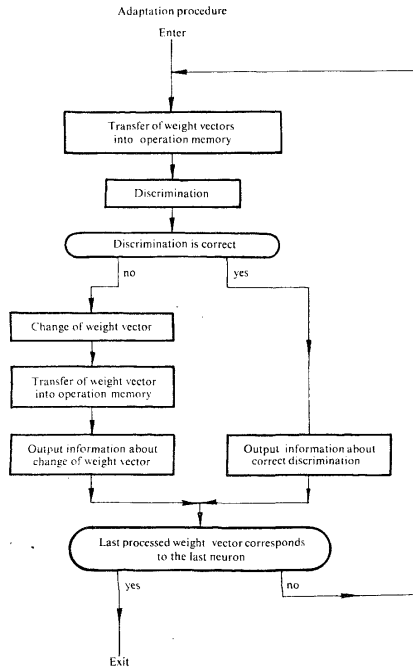 Adaptation procedure
Enter
Transfer of weight vectors
into operation memory
Discrimination
Discrimination is correct
no
yes
Change of weight vector
Transfer of weight vector
into operation memory
Output information about
change of weight vector
Output information about
correct discrimination
Last processed weight vector corresponds
to the last neuron
yes
no
Exit